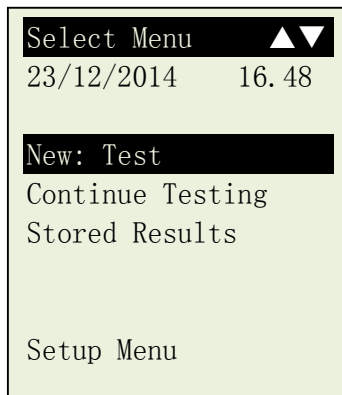 Select Menu ▲▼
23/12/2014 16.48
New: Test
Continue Testing
Stored Results
Setup Menu